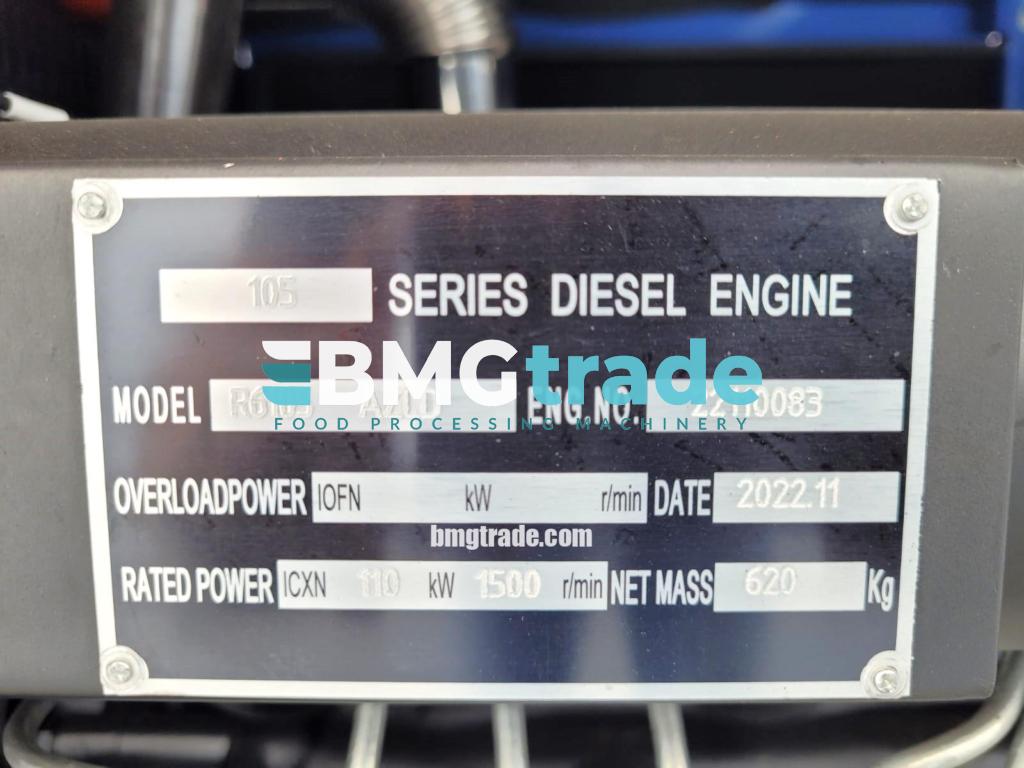 105 SERIES DIESEL ENGINE
BMGtrade
MODEL ENG.NO. 22110083
FOOD PROCESSING MACHINERY
OVERLOADPOWER IOFN kW r/min DATE 2022.11
bmgtrade.com
RATED POWER ICXN 110 kW 1500 r/min NET MASS 620 Kg